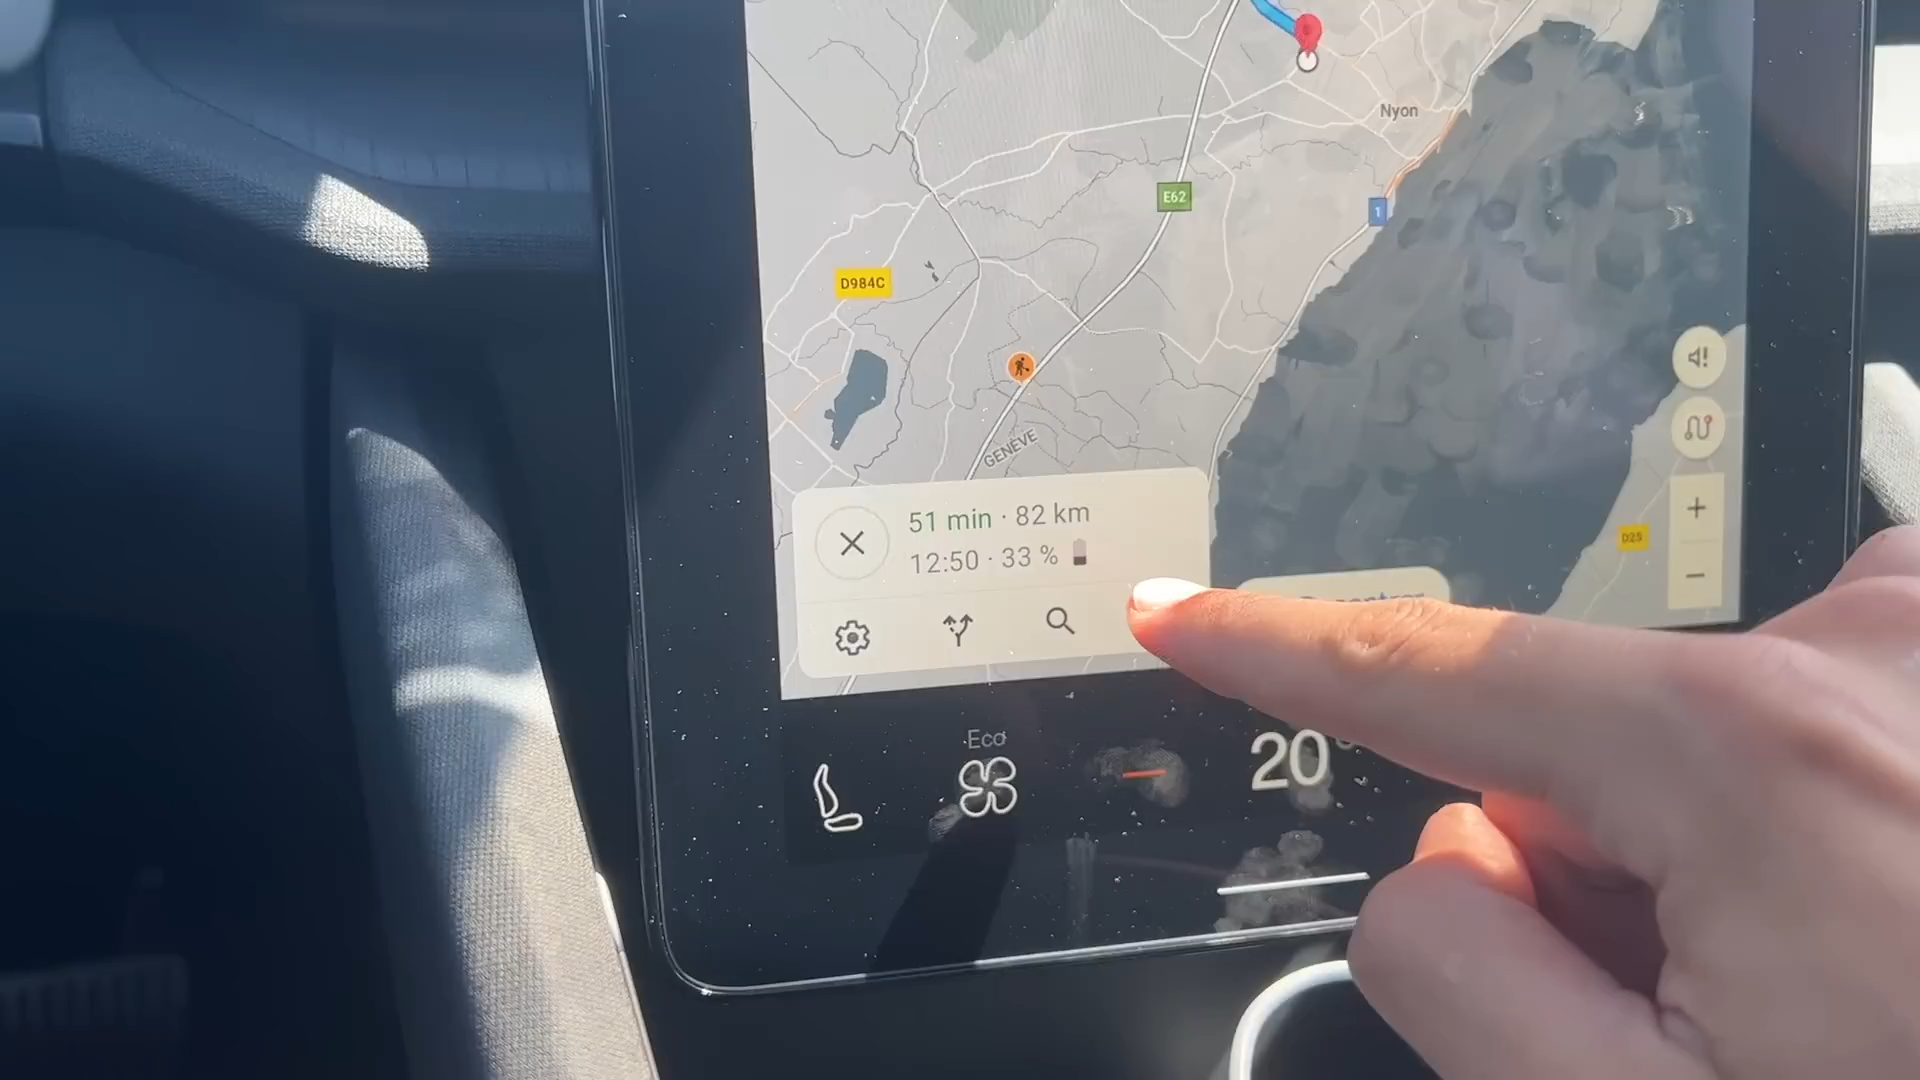 Nyon
E62
1
D984C
GENÈVE
51 min · 82 km
12:50 · 33 %
D25
Eco
20°